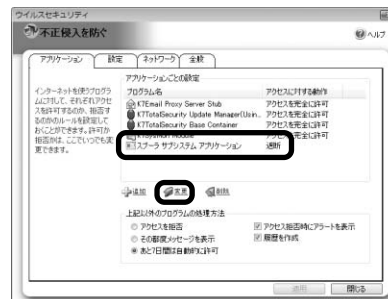 ウイルスセキュリティ
不正侵入を防ぐ
ヘルプ
アプリケーション
設定
ネットワーク
全般
インターネットを使うプログラ
ムに対して、それぞれアクセ
スを許可するのか、拒否す
るのかのルールを設定して
おくことができます。許可か
拒否かは、ここでいつでも変
更できます。
アプリケーションごとの設定
プログラム名 アクセスに対する動作
K7Email Proxy Server Stub アクセスを完全に許可
K7TotalSecurity Update Manager(Usin.. アクセスを完全に許可
K7TotalSecurity Base Container アクセスを完全に許可
K7SysMon Module アクセスを完全に許可
スプーラ サブシステム アプリケーション 遮断
追加 変更 削除
上記以外のプログラムの処理方法
アクセスを拒否
その都度メッセージを表示
あと7日間は自動的に許可
アクセス拒否時にアラートを表示
履歴を作成
適用 閉じる